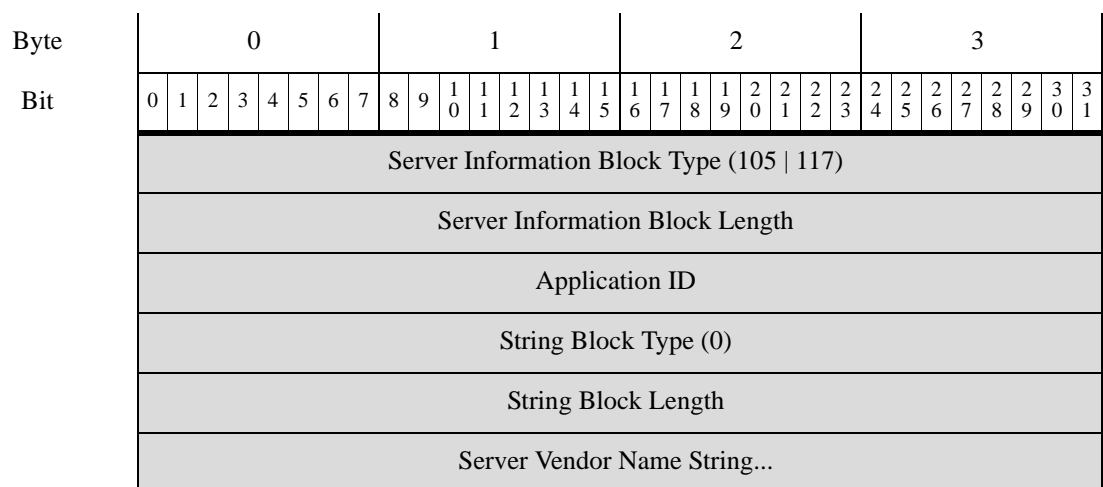 Byte 0 1 2 3
Bit 0 1 2 3 4 5 6 7 8 9 10 11 12 13 14 15 16 17 18 19 20 21 22 23 24 25 26 27 28 29 30 31
Server Information Block Type (105 | 117)
Server Information Block Length
Application ID
String Block Type (0)
String Block Length
Server Vendor Name String...